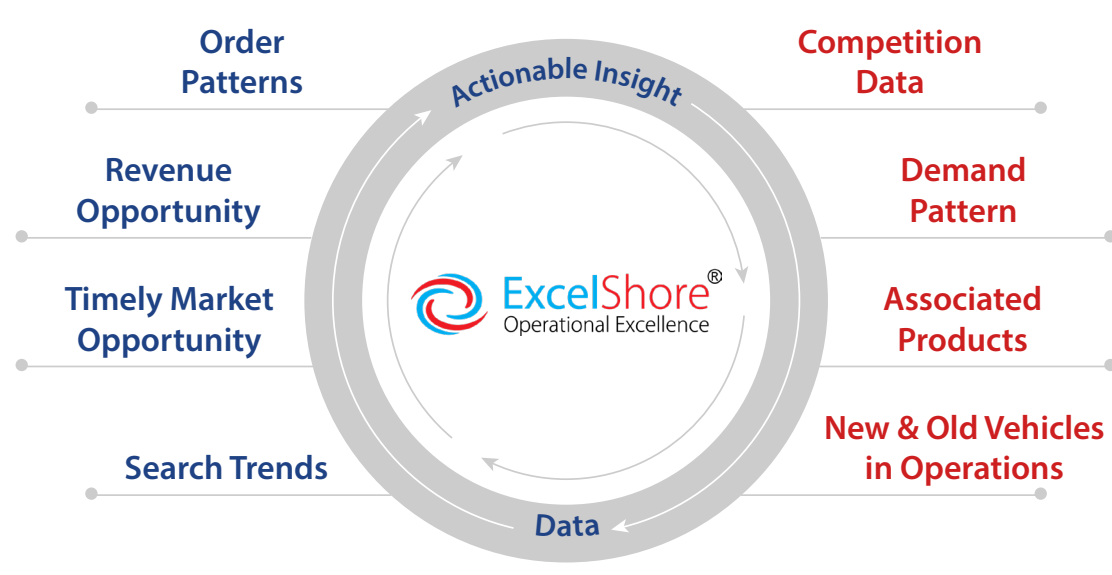 Order
Patterns
Revenue
Opportunity
Timely Market
Opportunity
Search Trends
Actionable Insight
ExcelShore®
Operational Excellence
Data
Competition
Data
Demand
Pattern
Associated
Products
New & Old Vehicles
in Operations